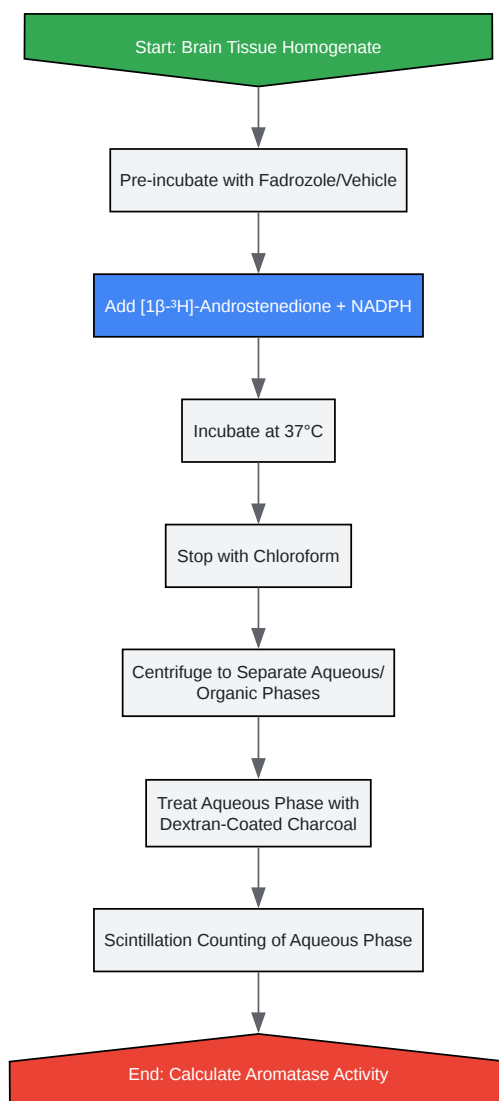 Start: Brain Tissue Homogenate
Pre-incubate with Fadrozole/Vehicle
Add [1β-³H]-Androstenedione + NADPH
Incubate at 37°C
Stop with Chloroform
Centrifuge to Separate Aqueous/
Organic Phases
Treat Aqueous Phase with
Dextran-Coated Charcoal
Scintillation Counting of Aqueous Phase
End: Calculate Aromatase Activity